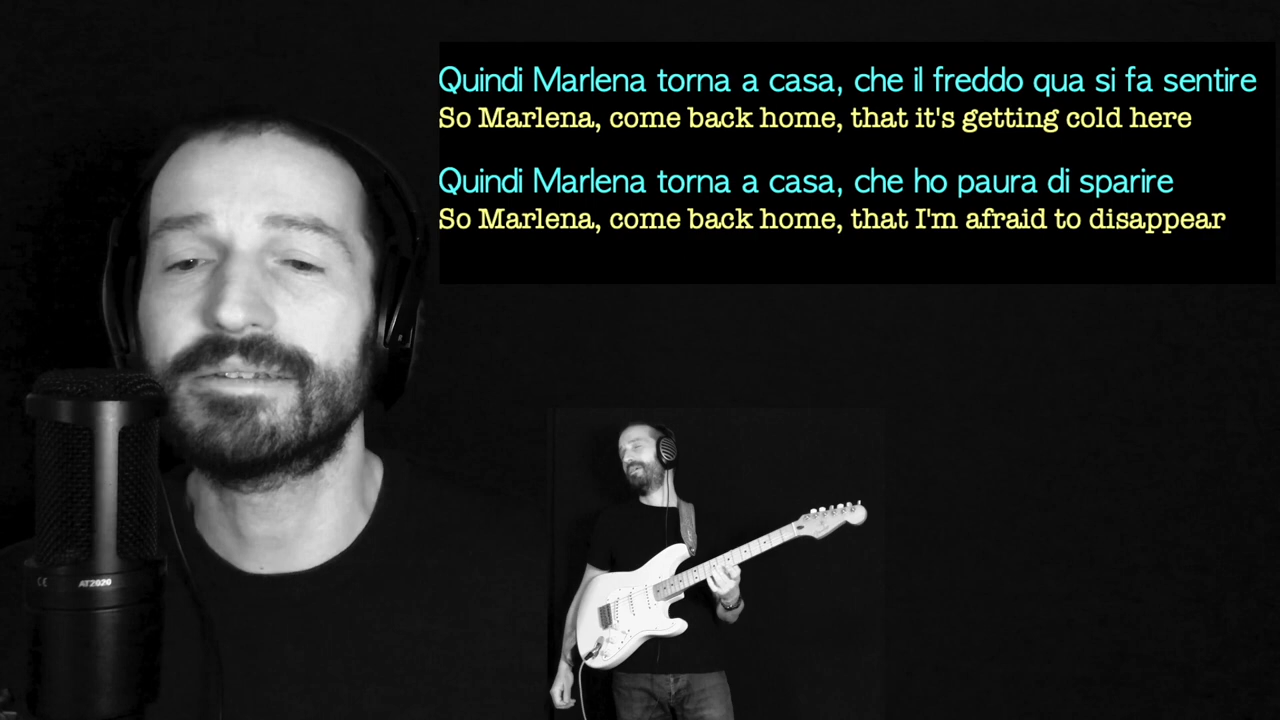 Quindi Marlena torna a casa, che il freddo qua si fa sentire
So Marlena, come back home, that it's getting cold here
Quindi Marlena torna a casa, che ho paura di sparire
So Marlena, come back home, that I'm afraid to disappear
CE AT2020
R